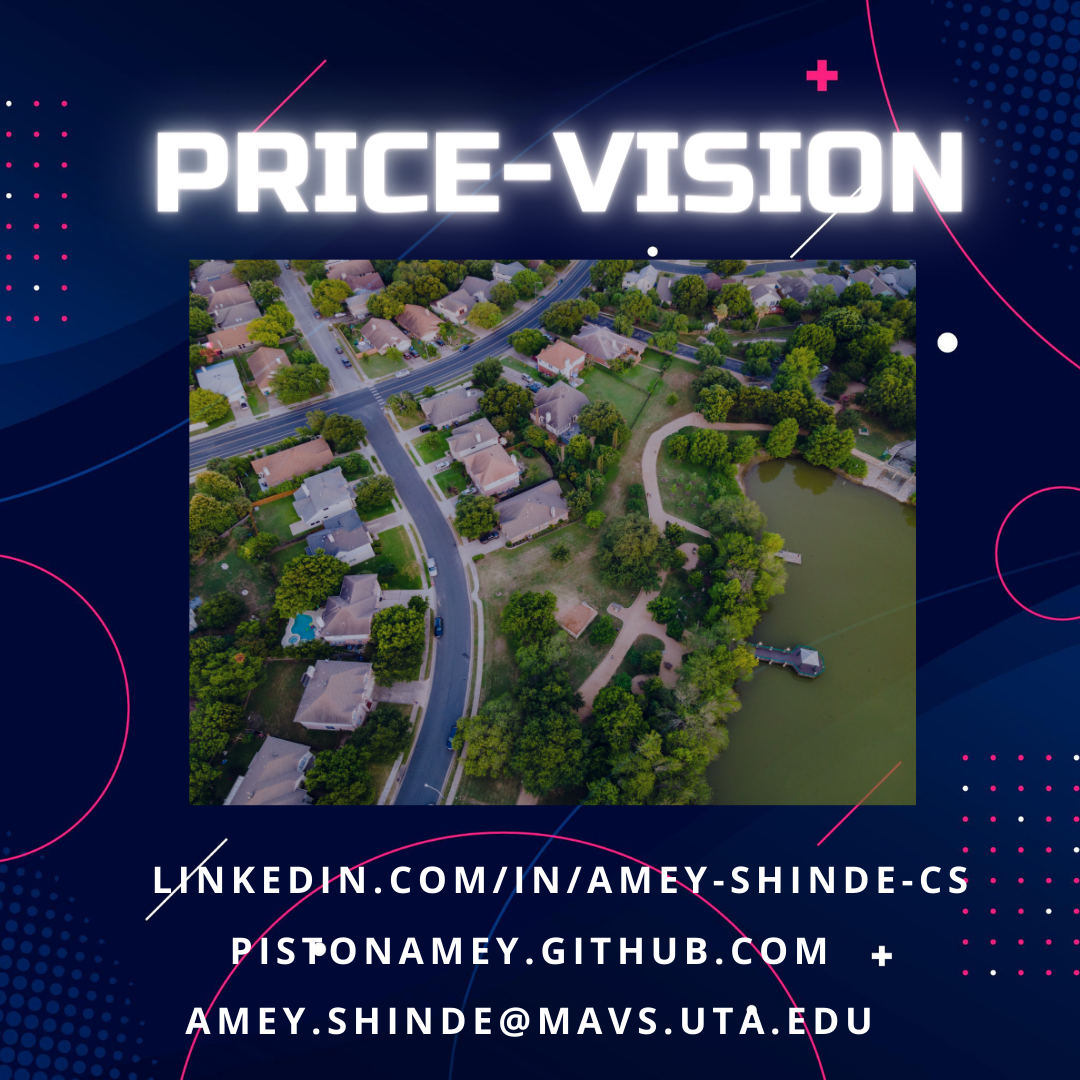 PRICE-VISION
LINKEDIN.COM/IN/AMEY-SHINDE-CS
PISTONAMEY.GITHUB.COM
AMEY.SHINDE@MAVS.UTA.EDU